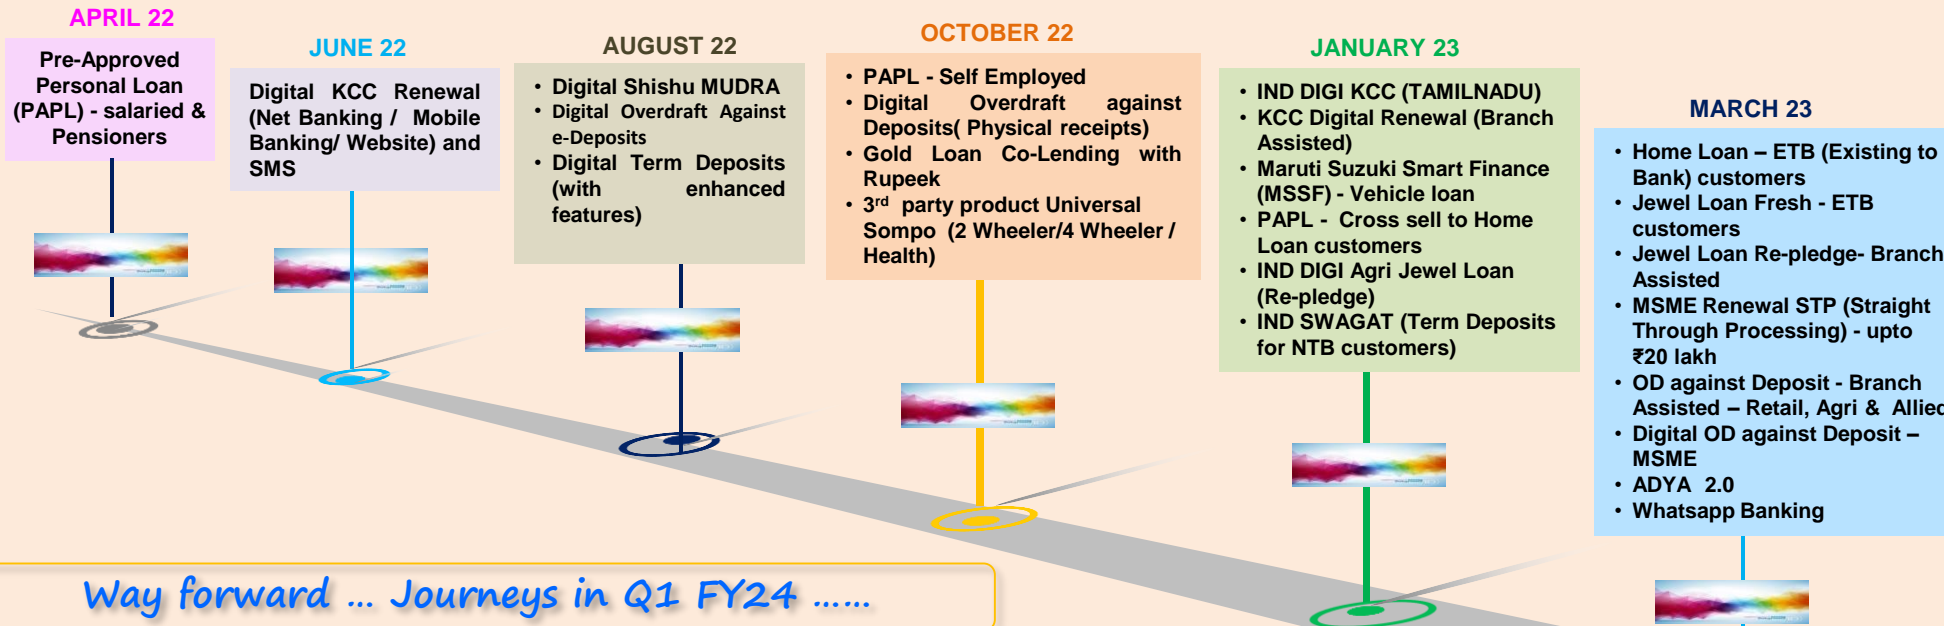 APRIL 22
Pre-Approved
Personal Loan
(PAPL) - salaried &
Pensioners
JUNE 22
Digital KCC Renewal
(Net Banking / Mobile
Banking/ Website) and
SMS
AUGUST 22
• Digital Shishu MUDRA
• Digital Overdraft Against
e-Deposits
• Digital Term Deposits
(with enhanced
features)
OCTOBER 22
• PAPL - Self Employed
• Digital Overdraft against
Deposits( Physical receipts)
• Gold Loan Co-Lending with
Rupeek
• 3rd party product Universal
Sompo (2 Wheeler/4 Wheeler /
Health)
JANUARY 23
• IND DIGI KCC (TAMILNADU)
• KCC Digital Renewal (Branch
Assisted)
• Maruti Suzuki Smart Finance
(MSSF) - Vehicle loan
• PAPL - Cross sell to Home
Loan customers
• IND DIGI Agri Jewel Loan
(Re-pledge)
• IND SWAGAT (Term Deposits
for NTB customers)
MARCH 23
• Home Loan – ETB (Existing to
Bank) customers
• Jewel Loan Fresh - ETB
customers
• Jewel Loan Re-pledge- Branch
Assisted
• MSME Renewal STP (Straight
Through Processing) - upto
₹20 lakh
• OD against Deposit - Branch
Assisted – Retail, Agri & Allied
• Digital OD against Deposit –
MSME
• ADYA 2.0
• Whatsapp Banking
Way forward ... Journeys in Q1 FY24 ......